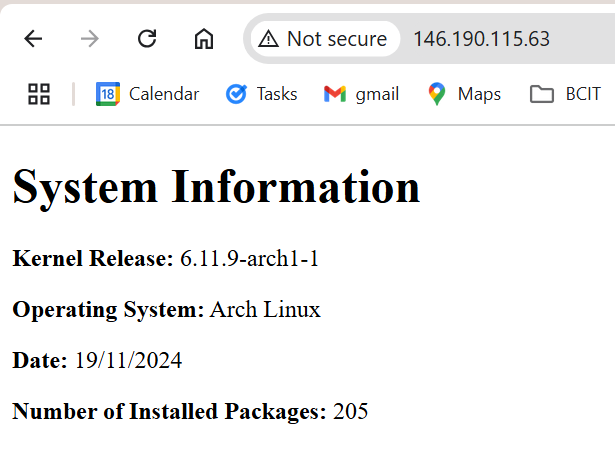 Not secure 146.190.115.63
18 Calendar Tasks gmail Maps BCIT
System Information
Kernel Release: 6.11.9-arch1-1
Operating System: Arch Linux
Date: 19/11/2024
Number of Installed Packages: 205